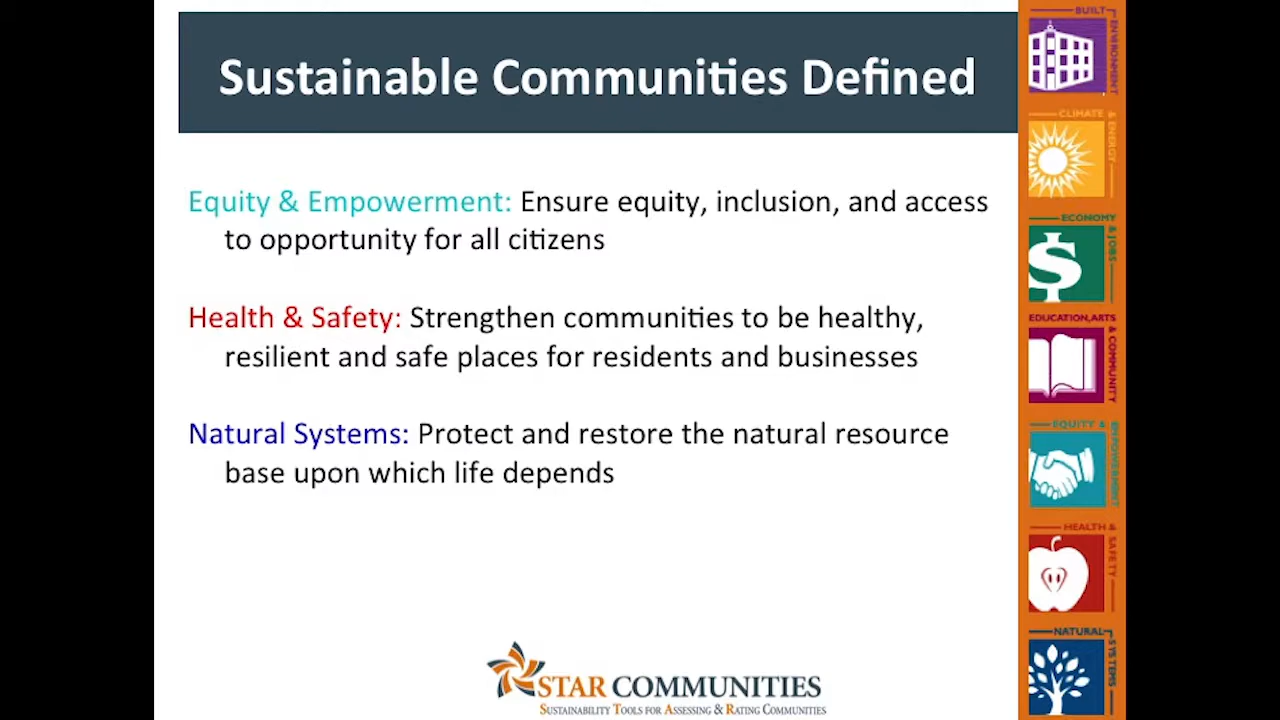 Sustainable Communities Defined
Equity & Empowerment: Ensure equity, inclusion, and access
to opportunity for all citizens
Health & Safety: Strengthen communities to be healthy,
resilient and safe places for residents and businesses
Natural Systems: Protect and restore the natural resource
base upon which life depends
STAR COMMUNITIES
SUSTAINABILITY TOOLS FOR ASSESSING & RATING COMMUNITIES
BUILT
ENVIRONMENT
CLIMATE
& ENERGY
ECONOMY
& JOBS
EDUCATION, ARTS
& COMMUNITY
EQUITY &
EMPOWERMENT
HEALTH &
SAFETY
NATURAL
SYSTEMS